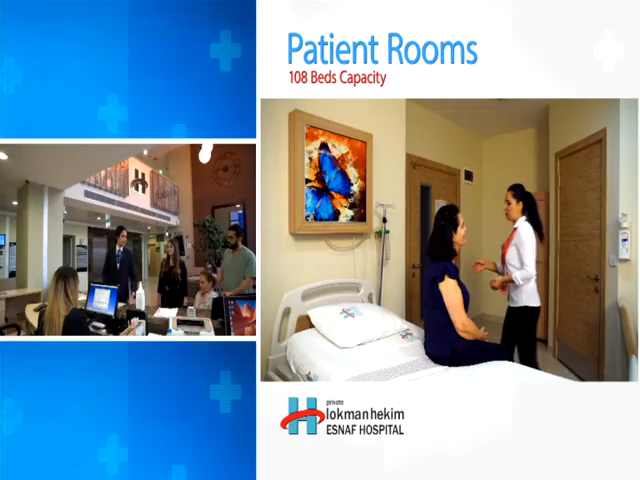 Patient Rooms
108 Beds Capacity
private
lokman hekim
ESNAF HOSPITAL